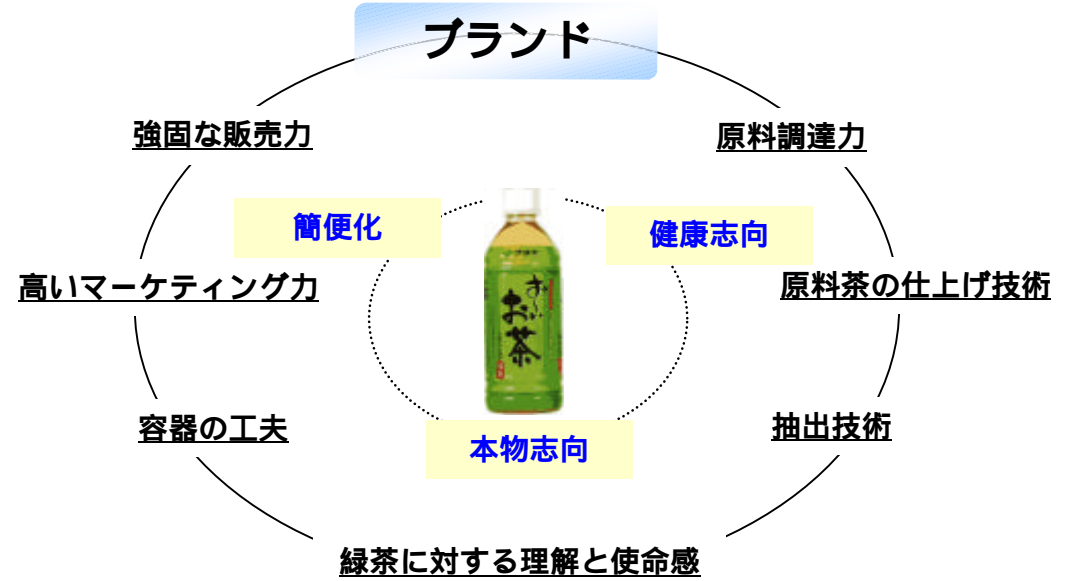 ブランド
強固な販売力
原料調達力
簡便化
健康志向
高いマーケティング力
原料茶の仕上げ技術
お～い
お茶
容器の工夫
抽出技術
本物志向
緑茶に対する理解と使命感